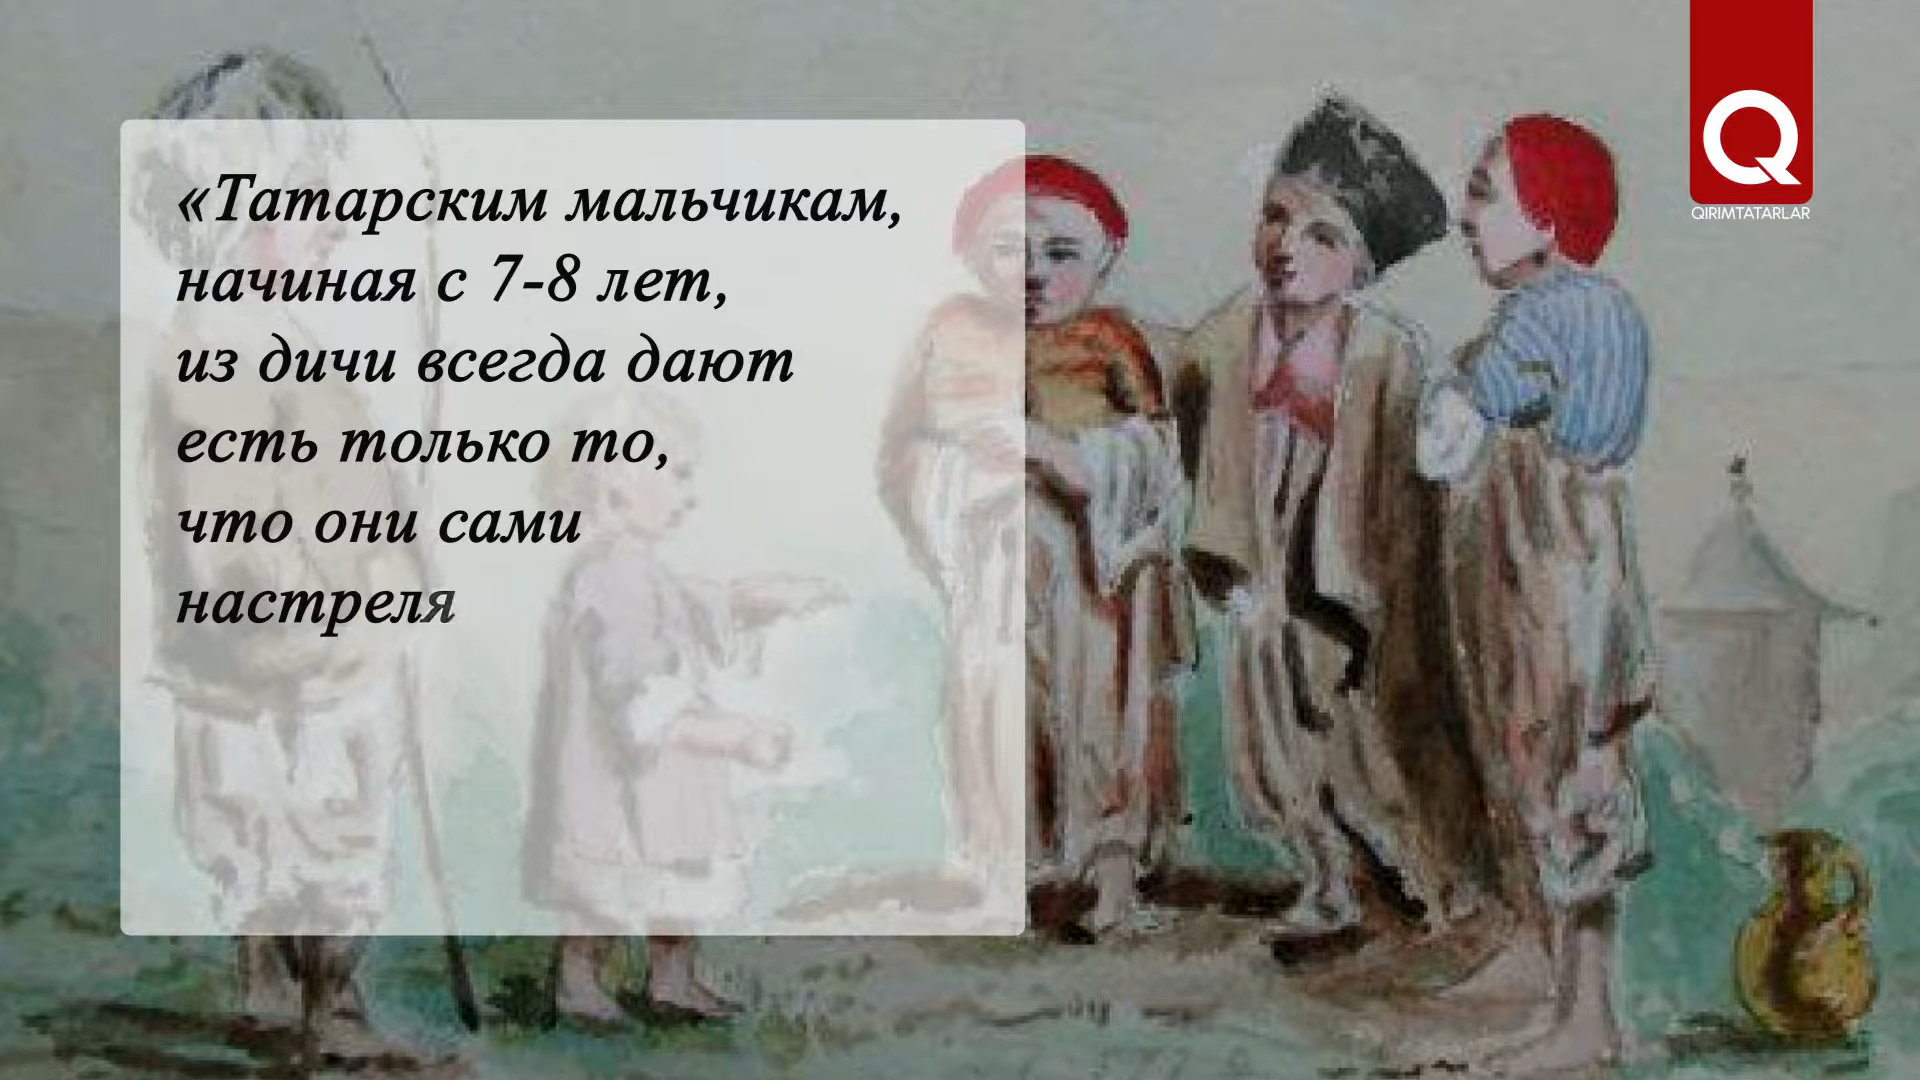 «Татарским мальчикам,
начиная с 7-8 лет,
из дичи всегда дают
есть только то,
что они сами
настреля
Q
QIRIMTATARLAR